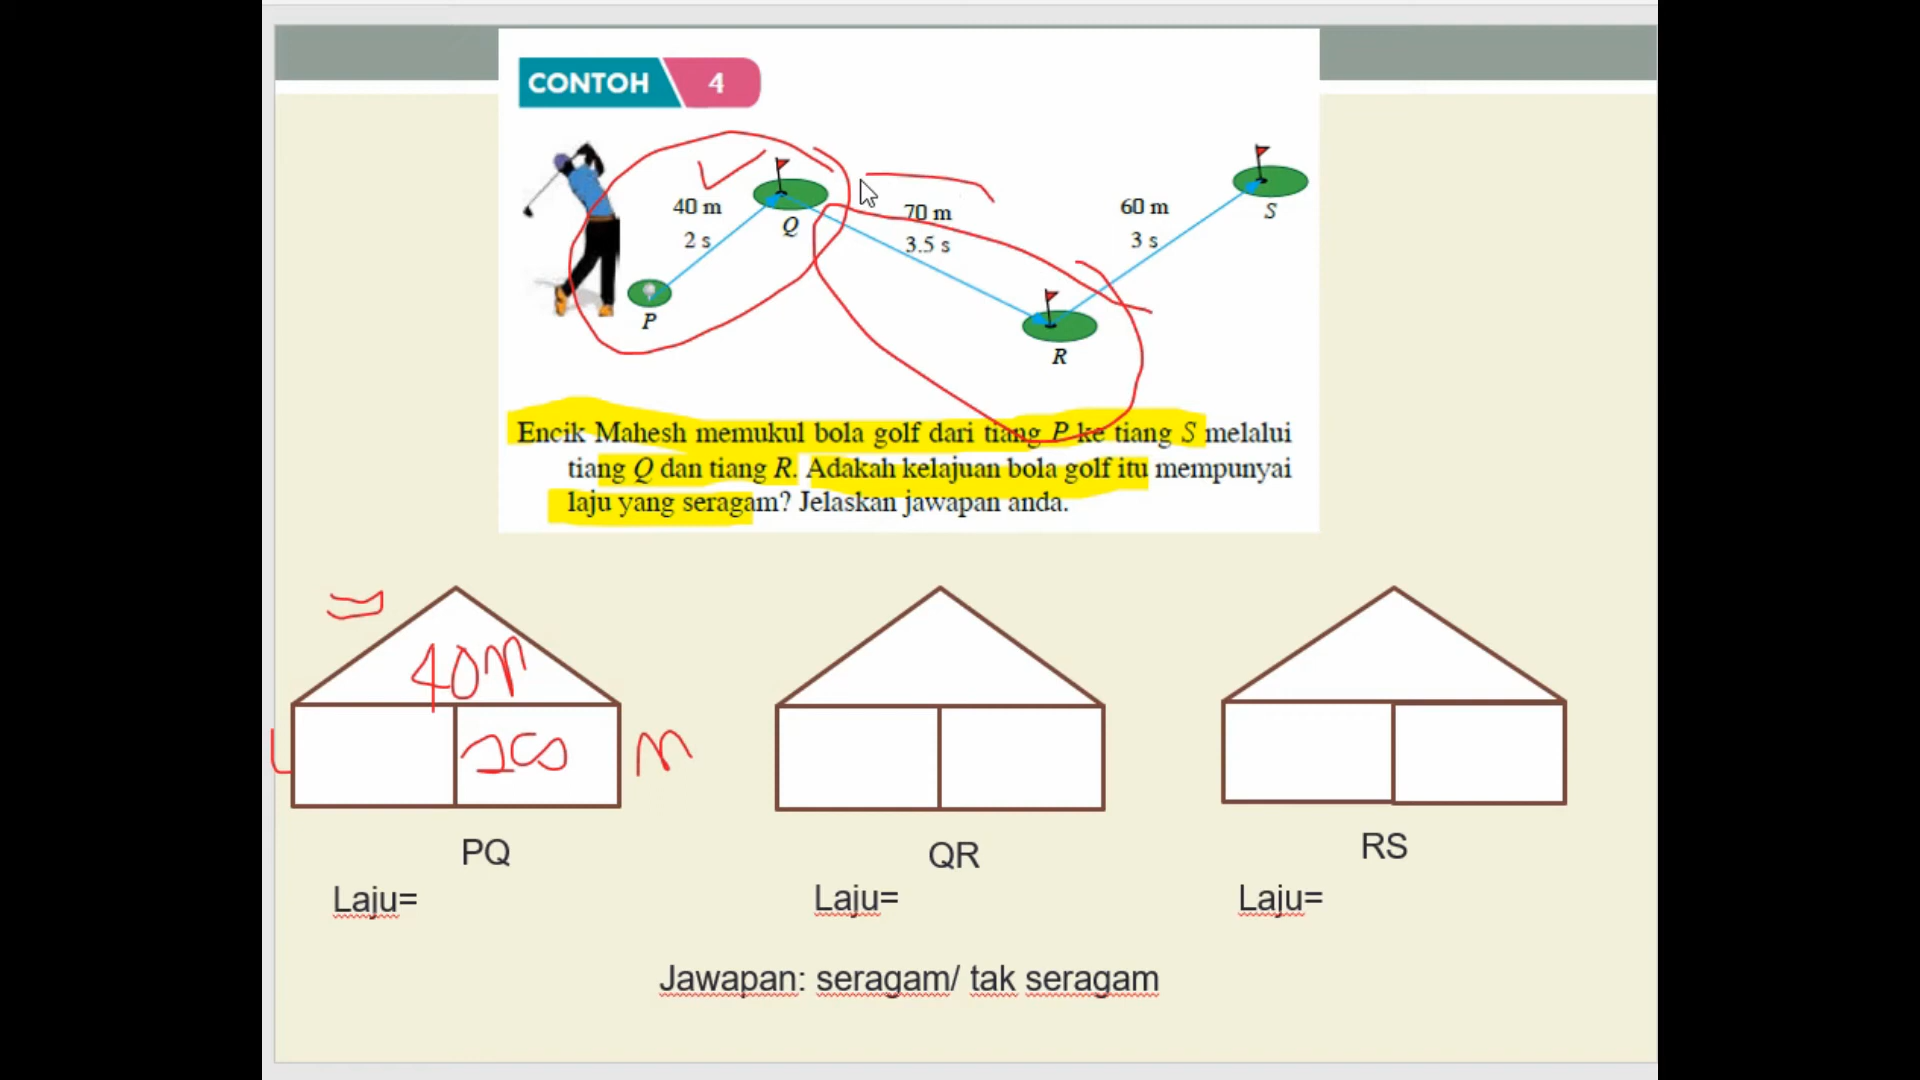 CONTOH 4
40 m
2 s
P
Q
70 m
3.5 s
R
60 m
3 s
S
Encik Mahesh memukul bola golf dari tiang P ke tiang S melalui
tiang Q dan tiang R. Adakah kelajuan bola golf itu mempunyai
laju yang seragam? Jelaskan jawapan anda.
40m
m
PQ
QR
RS
Laju=
Laju=
Laju=
Jawapan: seragam/ tak seragam